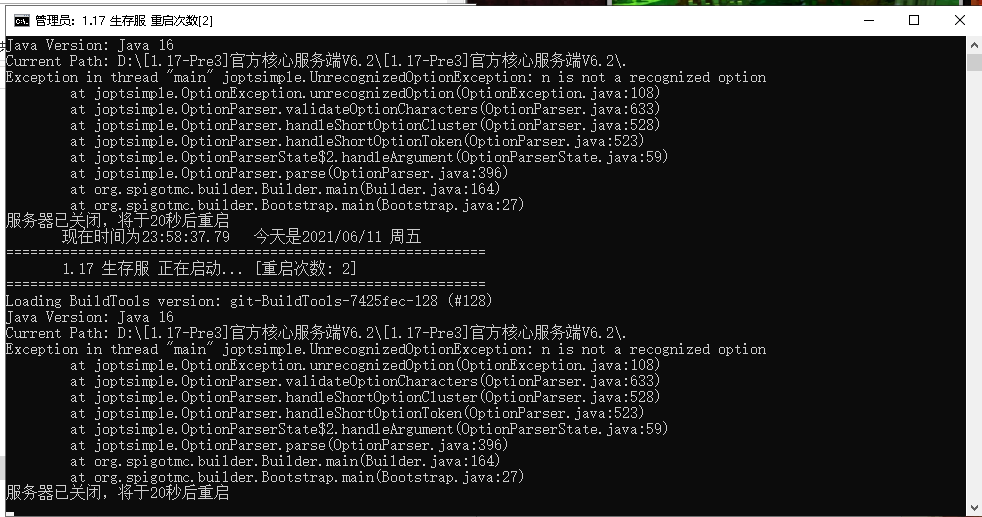 管理员: 1.17 生存服 重启次数[2]
Java Version: Java 16
Current Path: D:\[1.17-Pre3]官方核心服务端V6.2\[1.17-Pre3]官方核心服务端V6.2\.
Exception in thread "main" joptsimple.UnrecognizedOptionException: n is not a recognized option
        at joptsimple.OptionException.unrecognizedOption(OptionException.java:108)
        at joptsimple.OptionParser.validateOptionCharacters(OptionParser.java:633)
        at joptsimple.OptionParser.handleShortOptionCluster(OptionParser.java:528)
        at joptsimple.OptionParser.handleShortOptionToken(OptionParser.java:523)
        at joptsimple.OptionParserState$2.handleArgument(OptionParserState.java:59)
        at joptsimple.OptionParser.parse(OptionParser.java:396)
        at org.spigotmc.builder.Builder.main(Builder.java:164)
        at org.spigotmc.builder.Bootstrap.main(Bootstrap.java:27)
服务器已关闭，将于20秒后重启
       现在时间为23:58:37.79   今天是2021/06/11 周五
============================================================
       1.17 生存服 正在启动... [重启次数: 2]
============================================================
Loading BuildTools version: git-BuildTools-7425fec-128 (#128)
Java Version: Java 16
Current Path: D:\[1.17-Pre3]官方核心服务端V6.2\[1.17-Pre3]官方核心服务端V6.2\.
Exception in thread "main" joptsimple.UnrecognizedOptionException: n is not a recognized option
        at joptsimple.OptionException.unrecognizedOption(OptionException.java:108)
        at joptsimple.OptionParser.validateOptionCharacters(OptionParser.java:633)
        at joptsimple.OptionParser.handleShortOptionCluster(OptionParser.java:528)
        at joptsimple.OptionParser.handleShortOptionToken(OptionParser.java:523)
        at joptsimple.OptionParserState$2.handleArgument(OptionParserState.java:59)
        at joptsimple.OptionParser.parse(OptionParser.java:396)
        at org.spigotmc.builder.Builder.main(Builder.java:164)
        at org.spigotmc.builder.Bootstrap.main(Bootstrap.java:27)
服务器已关闭，将于20秒后重启